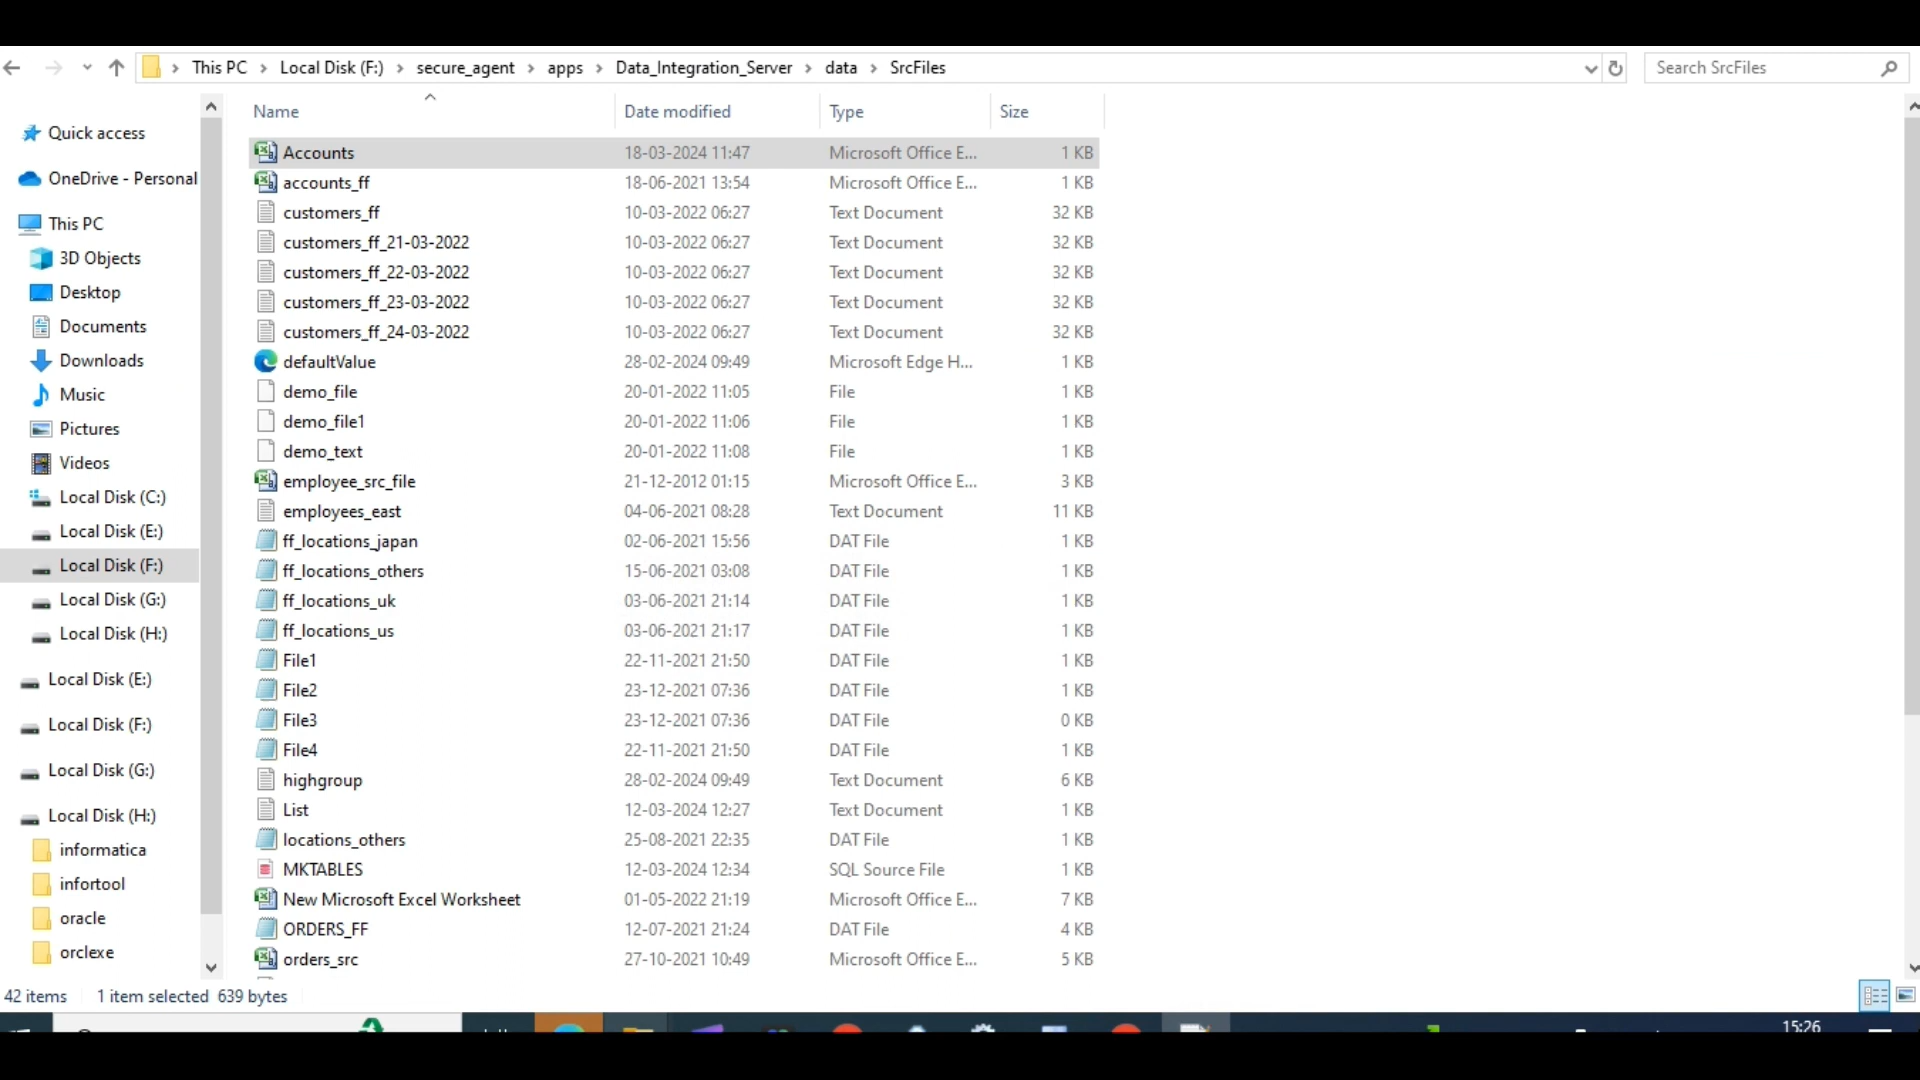 This PC > Local Disk (F:) > secure_agent > apps > Data_Integration_Server > data > SrcFiles
Search SrcFiles
Quick access
OneDrive - Personal
This PC
3D Objects
Desktop
Documents
Downloads
Music
Pictures
Videos
Local Disk (C:)
Local Disk (E:)
Local Disk (F:)
Local Disk (G:)
Local Disk (H:)
Local Disk (E:)
Local Disk (F:)
Local Disk (G:)
Local Disk (H:)
informatica
infortool
oracle
orclexe
Name Date modified Type Size
Accounts 18-03-2024 11:47 Microsoft Office E... 1 KB
accounts_ff 18-06-2021 13:54 Microsoft Office E... 1 KB
customers_ff 10-03-2022 06:27 Text Document 32 KB
customers_ff_21-03-2022 10-03-2022 06:27 Text Document 32 KB
customers_ff_22-03-2022 10-03-2022 06:27 Text Document 32 KB
customers_ff_23-03-2022 10-03-2022 06:27 Text Document 32 KB
customers_ff_24-03-2022 10-03-2022 06:27 Text Document 32 KB
defaultValue 28-02-2024 09:49 Microsoft Edge H... 1 KB
demo_file 20-01-2022 11:05 File 1 KB
demo_file1 20-01-2022 11:06 File 1 KB
demo_text 20-01-2022 11:08 File 1 KB
employee_src_file 21-12-2012 01:15 Microsoft Office E... 3 KB
employees_east 04-06-2021 08:28 Text Document 11 KB
ff_locations_japan 02-06-2021 15:56 DAT File 1 KB
ff_locations_others 15-06-2021 03:08 DAT File 1 KB
ff_locations_uk 03-06-2021 21:14 DAT File 1 KB
ff_locations_us 03-06-2021 21:17 DAT File 1 KB
File1 22-11-2021 21:50 DAT File 1 KB
File2 23-12-2021 07:36 DAT File 1 KB
File3 23-12-2021 07:36 DAT File 0 KB
File4 22-11-2021 21:50 DAT File 1 KB
highgroup 28-02-2024 09:49 Text Document 6 KB
List 12-03-2024 12:27 Text Document 1 KB
locations_others 25-08-2021 22:35 DAT File 1 KB
MKTABLES 12-03-2024 12:34 SQL Source File 1 KB
New Microsoft Excel Worksheet 01-05-2022 21:19 Microsoft Office E... 7 KB
ORDERS_FF 12-07-2021 21:24 DAT File 4 KB
orders_src 27-10-2021 10:49 Microsoft Office E... 5 KB
42 items 1 item selected 639 bytes
15:26